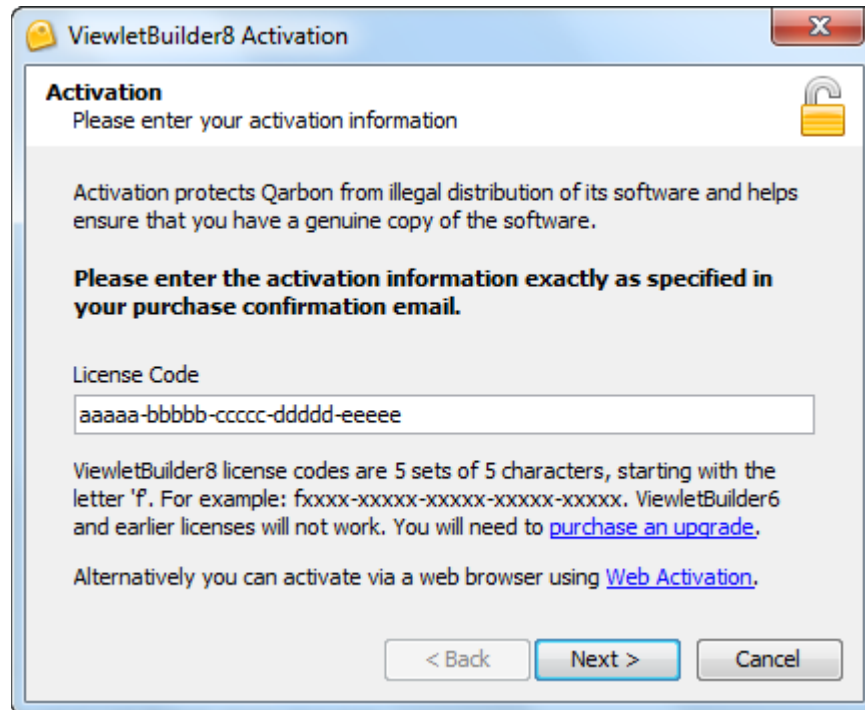 ViewletBuilder8 Activation
Activation
Please enter your activation information
Activation protects Qarbon from illegal distribution of its software and helps
ensure that you have a genuine copy of the software.
Please enter the activation information exactly as specified in
your purchase confirmation email.
License Code
aaaaa-bbbbb-ccccc-ddddd-eeeee
ViewletBuilder8 license codes are 5 sets of 5 characters, starting with the
letter 'f'. For example: fxxxx-xxxxx-xxxxx-xxxxx-xxxxx. ViewletBuilder6
and earlier licenses will not work. You will need to purchase an upgrade.
Alternatively you can activate via a web browser using Web Activation.
< Back Next > Cancel